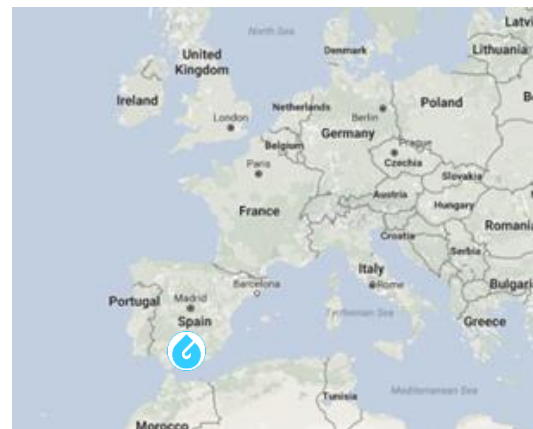 North Sea
Latvi
Denmark
Lithuania
United
Kingdom
Ireland
Netherlands
Poland
Berlin
London
Germany
Belgium
Prague
Czechia
Paris
Slovakia
Austria
Hungary
France
Romania
Croatia
Serbia
Italy
Barcelona
Rome
Bulgaria
Portugal
Madrid
Spain
Tyrrhenian Sea
Greece
Tunisia
Mediterranean Sea
Morocco